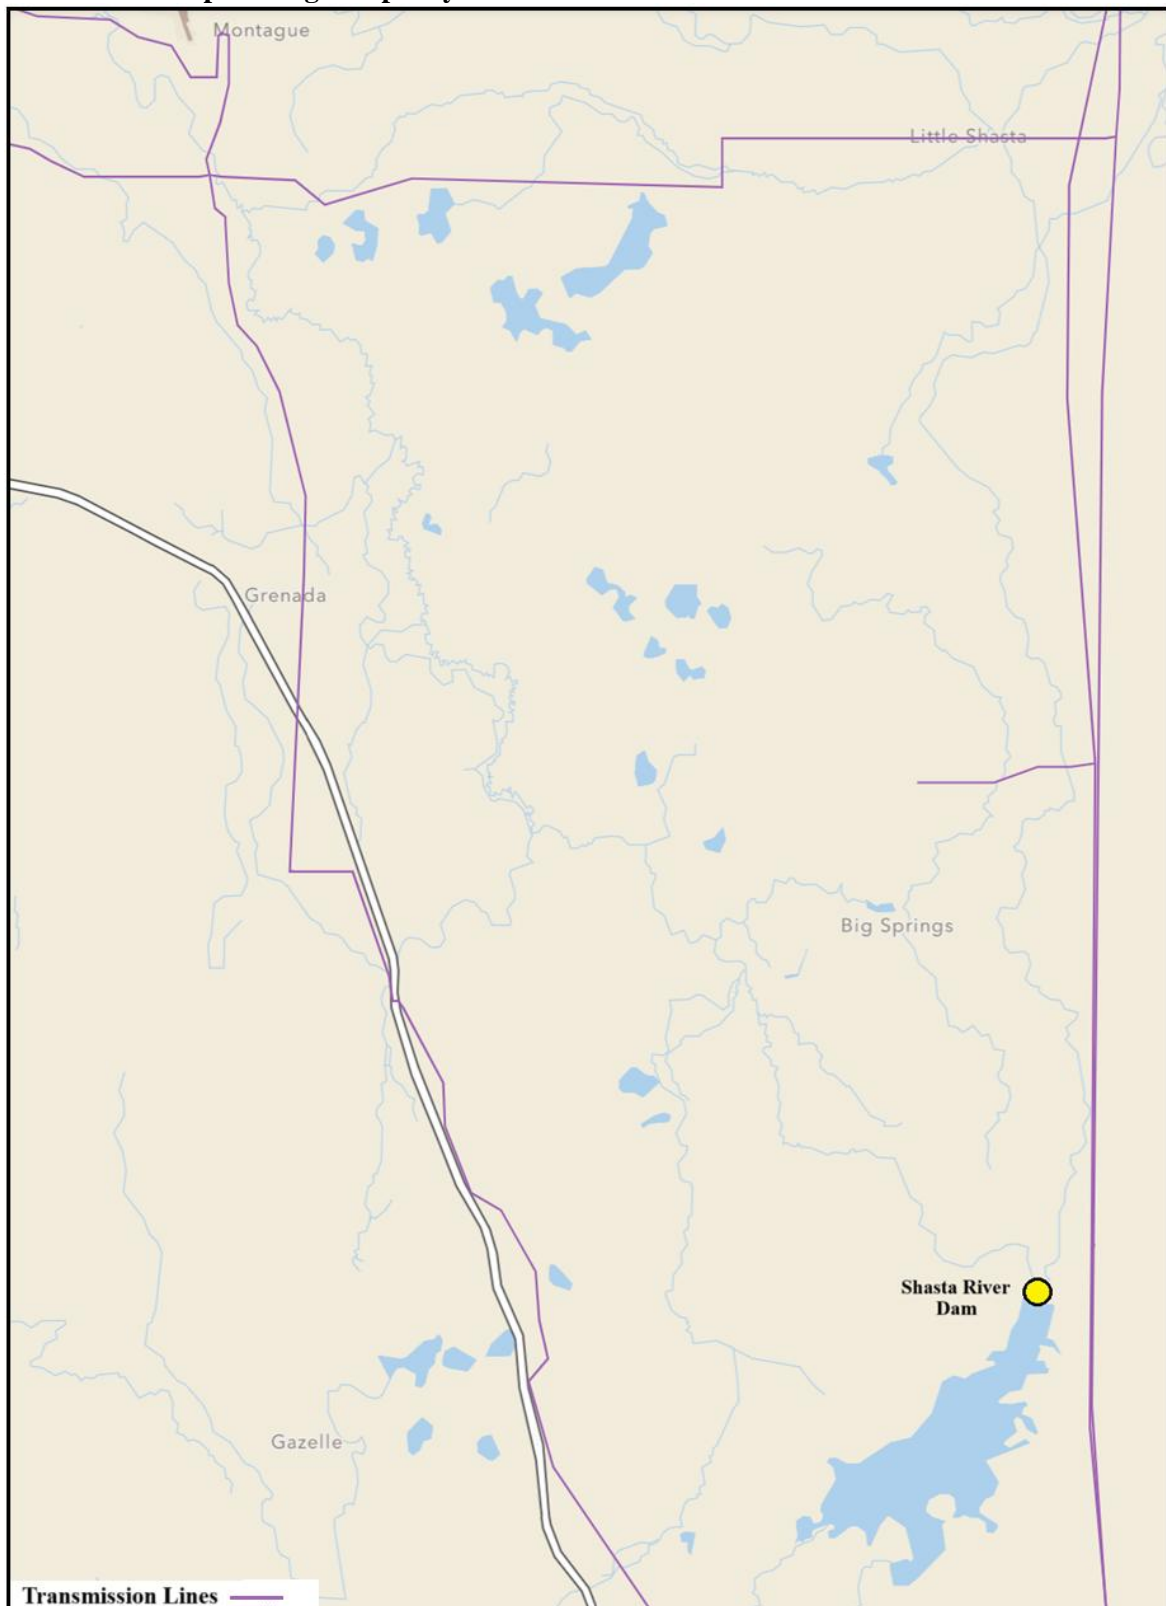 Montague
Little Shasta
Grenada
Big Springs
Shasta River
Dam
Gazelle
Transmission Lines